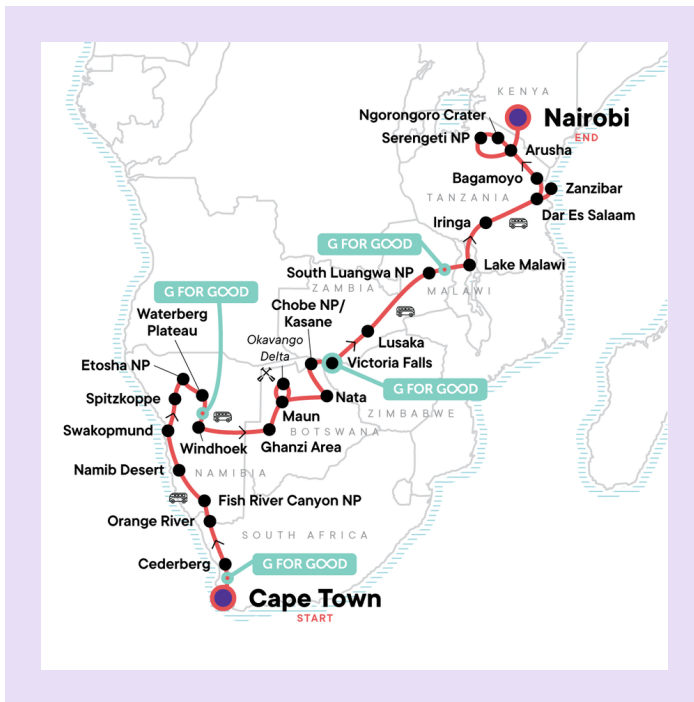 KENYA
Ngorongoro Crater
Nairobi
END
Serengeti NP
Arusha
Bagamoyo
Zanzibar
TANZANIA
Dar Es Salaam
Iringa
G FOR GOOD
Lake Malawi
South Luangwa NP
ZAMBIA
MALAWI
G FOR GOOD
Chobe NP/
Kasane
Waterberg
Plateau
Okavango
Delta
Lusaka
Etosha NP
Victoria Falls
G FOR GOOD
Spitzkoppe
Nata
Maun
ZIMBABWE
Swakopmund
BOTSWANA
Windhoek
Ghanzi Area
Namib Desert
NAMIBIA
Fish River Canyon NP
Orange River
SOUTH AFRICA
Cederberg
G FOR GOOD
Cape Town
START